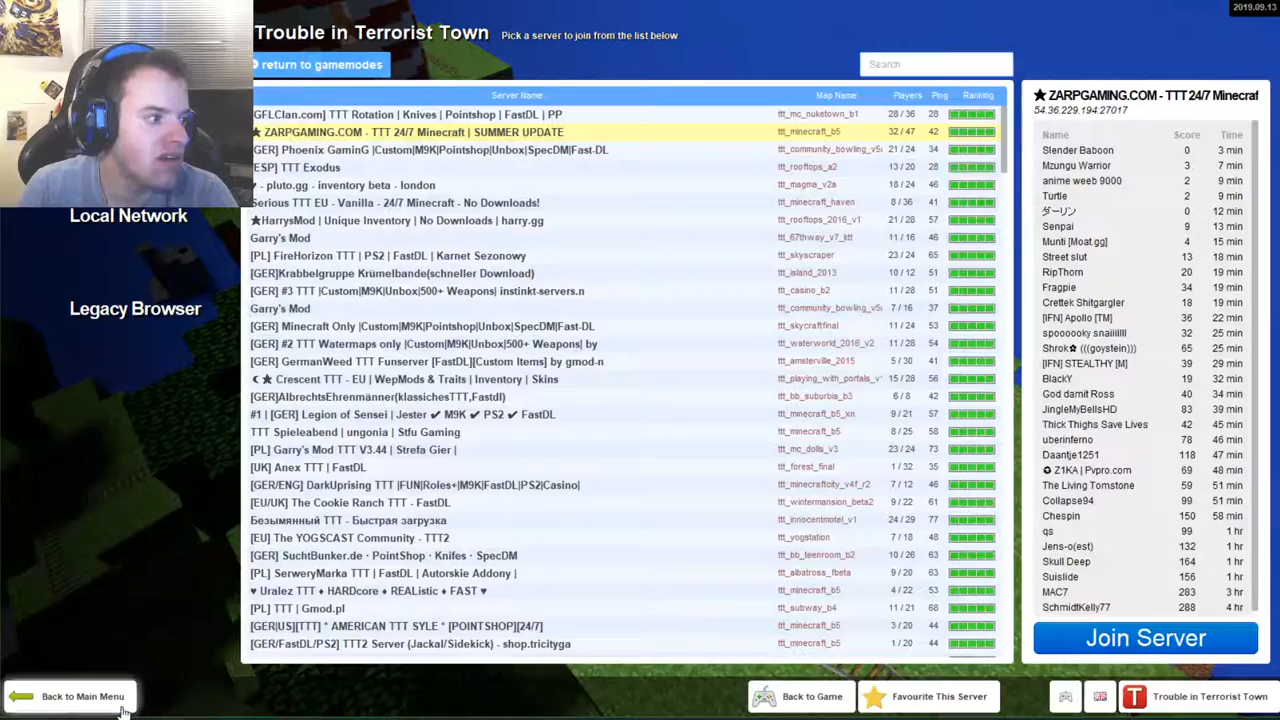 2019.09.13
Trouble in Terrorist Town Pick a server to join from the list below
return to gamemodes
Search
Server Name Map Name Players Ping Ranking
GFLClan.com] TTT Rotation | Knives | Pointshop | FastDL | PP ttt_mc_nuketown_b1 28 / 36 28
★ ZARPGAMING.COM - TTT 24/7 Minecraft | SUMMER UPDATE ttt_minecraft_b5 32 / 47 42
[GER] Phoenix GaminG |Custom|M9K|Pointshop|Unbox|SpecDM|Fast-DL ttt_community_bowling_v5 21 / 24 34
[ESP] TTT Exodus ttt_rooftops_a2 13 / 20 28
- pluto.gg - inventory beta - london ttt_magma_v2a 18 / 24 46
Serious TTT EU - Vanilla - 24/7 Minecraft - No Downloads! ttt_minecraft_haven 8 / 36 41
★HarrysMod | Unique Inventory | No Downloads | harry.gg ttt_rooftops_2016_v1 21 / 28 57
Garry's Mod ttt_67thway_v7_ktt 11 / 16 46
[PL] FireHorizon TTT | PS2 | FastDL | Karnet Sezonowy ttt_skyscraper 23 / 24 65
[GER]Krabbelgruppe Krümelbande(schneller Download) ttt_island_2013 10 / 12 51
[GER] #3 TTT |Custom|M9K|Unbox|500+ Weapons| instinkt-servers.n ttt_casino_b2 11 / 28 51
Garry's Mod ttt_community_bowling_v5 7 / 16 37
[GER] Minecraft Only |Custom|M9K|Pointshop|Unbox|SpecDM|Fast-DL ttt_skycraftfinal 11 / 24 53
[GER] #2 TTT Watermaps only |Custom|M9K|Unbox|500+ Weapons| by ttt_waterworld_2016_v2 11 / 28 54
[GER] GermanWeed TTT Funserver [FastDL][Custom Items] by gmod-n ttt_amsterville_2015 5 / 30 41
☾★ Crescent TTT - EU | WepMods & Traits | Inventory | Skins ttt_playing_with_portals_v 15 / 28 56
[GER]AlbrechtsEhrenmänner(klassichesTTT,Fastdl) ttt_bb_suburbia_b3 6 / 8 42
#1 | [GER] Legion of Sensei | Jester ✔ M9K ✔ PS2 ✔ FastDL ttt_minecraft_b5_xn 9 / 21 57
TTT Spieleabend | ungonia | Stfu Gaming ttt_minecraft_b5 8 / 25 58
[PL] Garry's Mod TTT V3.44 | Strefa Gier | ttt_mc_dolls_v3 23 / 24 73
[UK] Anex TTT | FastDL ttt_forest_final 1 / 32 35
[GER/ENG] DarkUprising TTT |FUN|Roles+|M9K|FastDL|PS2|Casino| ttt_minecraftcity_v4f_r2 7 / 12 46
[EU/UK] The Cookie Ranch TTT - FastDL ttt_wintermansion_beta2 9 / 22 61
Безымянный TTT - Быстрая загрузка ttt_innocentmotel_v1 24 / 29 77
[EU] The YOGSCAST Community - TTT2 ttt_yogstation 7 / 18 48
[GER] SuchtBunker.de · PointShop · Knifes · SpecDM ttt_bb_teenroom_b2 10 / 26 63
[PL] SerweryMarka TTT | FastDL | Autorskie Addony | ttt_albatross_fbeta 9 / 20 63
♥ Uralez TTT ♦ HARDcore ♦ REAListic ♦ FAST ♥ ttt_minecraft_b5 4 / 22 53
[PL] TTT | Gmod.pl ttt_subway_b4 11 / 21 68
[GER|US][TTT] * AMERICAN TTT SYLE * [POINTSHOP][24/7] ttt_minecraft_b5 3 / 20 44
[GER/FastDL/PS2] TTT2 Server (Jackal/Sidekick) - shop.tricityga ttt_minecraft_b5 1 / 20 44
Local Network
Legacy Browser
★ ZARPGAMING.COM - TTT 24/7 Minecraf
54.36.229.194:27017
Name Score Time
Slender Baboon 0 3 min
Mzungu Warrior 3 7 min
anime weeb 9000 2 9 min
Turtle 2 9 min
ダーリン 0 12 min
Senpai 9 13 min
Munti [Moat.gg] 4 15 min
Street slut 13 18 min
RipThorn 20 19 min
Fragpie 34 19 min
Crettek Shitgargler 18 19 min
[IFN] Apollo [TM] 36 22 min
spoooooky snaiiiillll 32 25 min
Shrok✿ (((goystein))) 65 25 min
[IFN] STEALTHY [M] 39 29 min
BlackY 19 32 min
God damit Ross 40 34 min
JingleMyBellsHD 83 39 min
Thick Thighs Save Lives 42 45 min
uberinferno 78 46 min
Daantje1251 118 47 min
✪ Z1KA | Pvpro.com 69 48 min
The Living Tombstone 59 51 min
Collapse94 99 51 min
Chespin 150 58 min
qs 99 1 hr
Jens-o(est) 132 1 hr
Skull Deep 164 1 hr
Suislide 156 1 hr
MAC7 283 3 hr
SchmidtKelly77 288 4 hr
Join Server
Back to Main Menu
Back to Game
Favourite This Server
Trouble in Terrorist Town